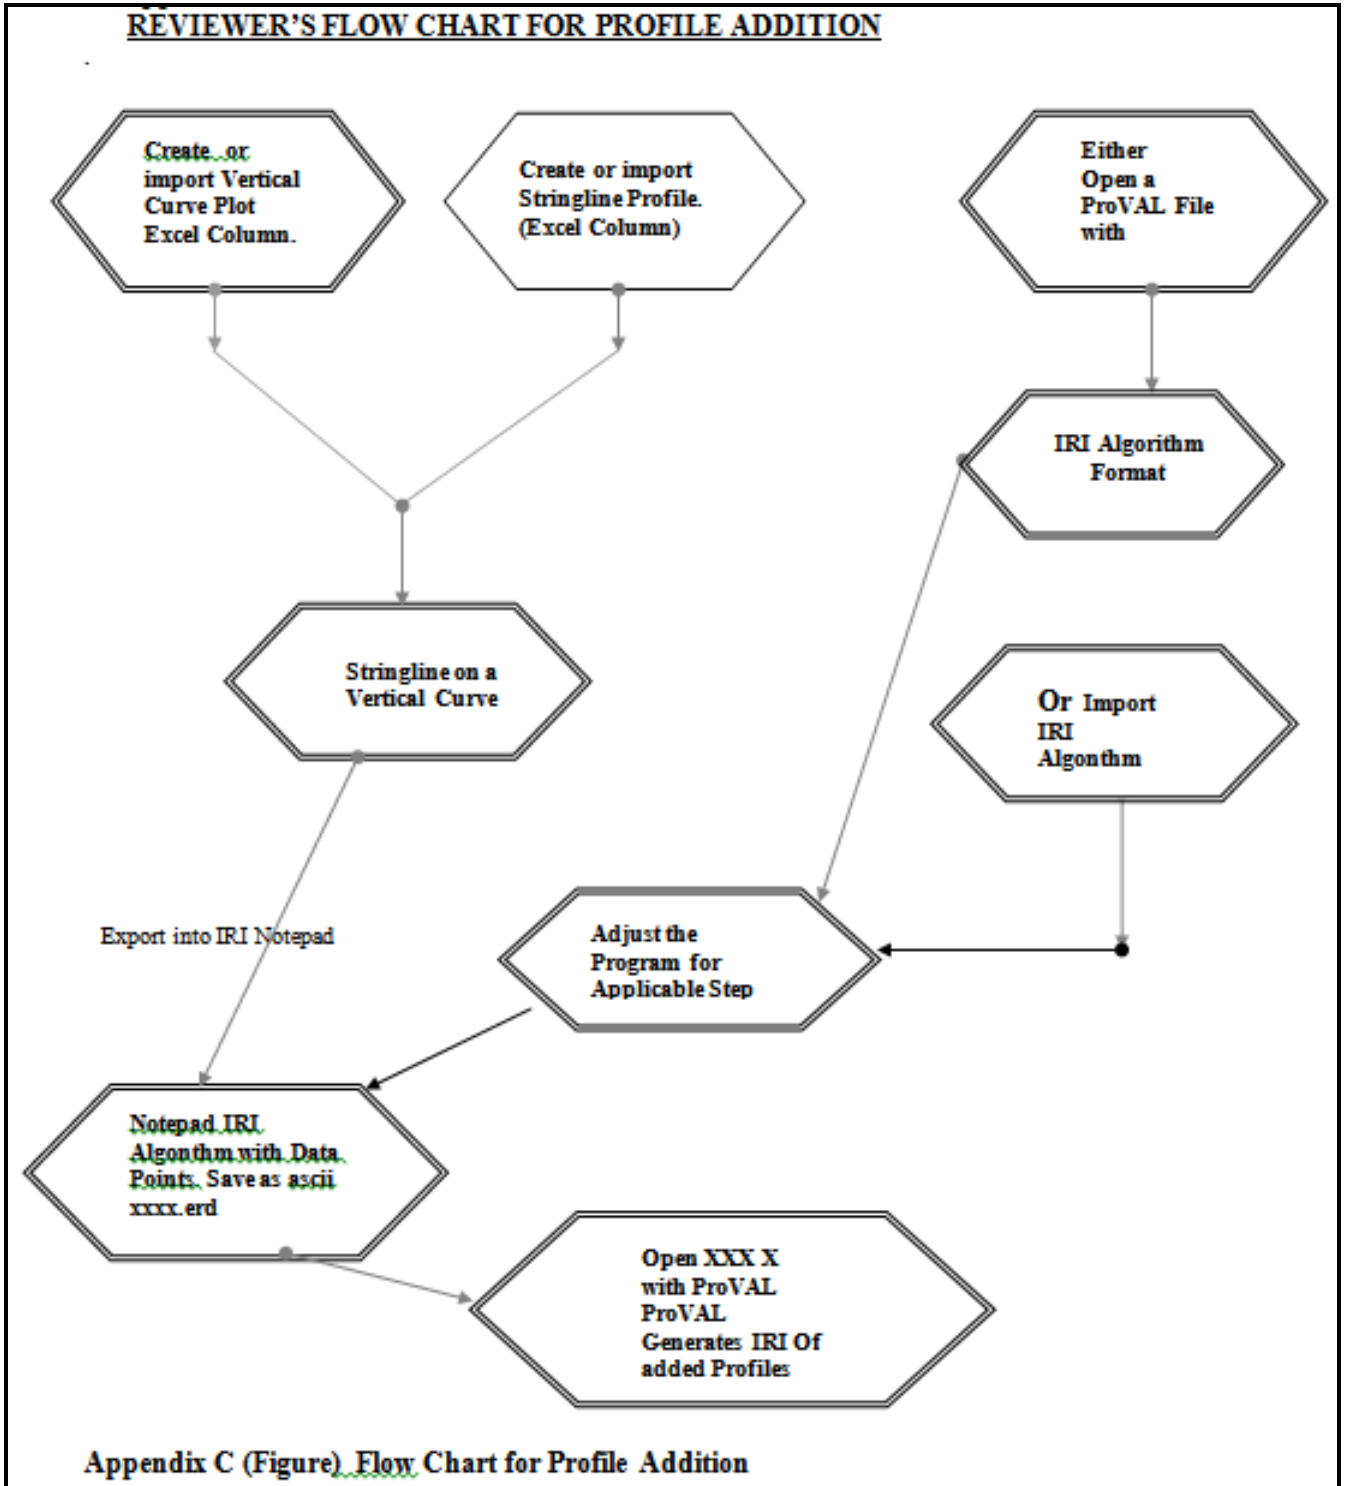 REVIEWER'S FLOW CHART FOR PROFILE ADDITION
.
Create or
import Vertical
Curve Plot
Excel Column.
Create or import
Stringline Profile.
(Excel Column)
Either
Open a
ProVAL File
with
IRI Algorithm
Format
Stringline on a
Vertical Curve
Or Import
IRI
Algonthm
Export into IRI Notepad
Adjust the
Program for
Applicable Step
Notepad IRI
Algonthm with Data
Points. Save as ascii
xxxx.erd
Open XXX X
with ProVAL
ProVAL
Generates IRI Of
added Profiles
Appendix C (Figure) Flow Chart for Profile Addition